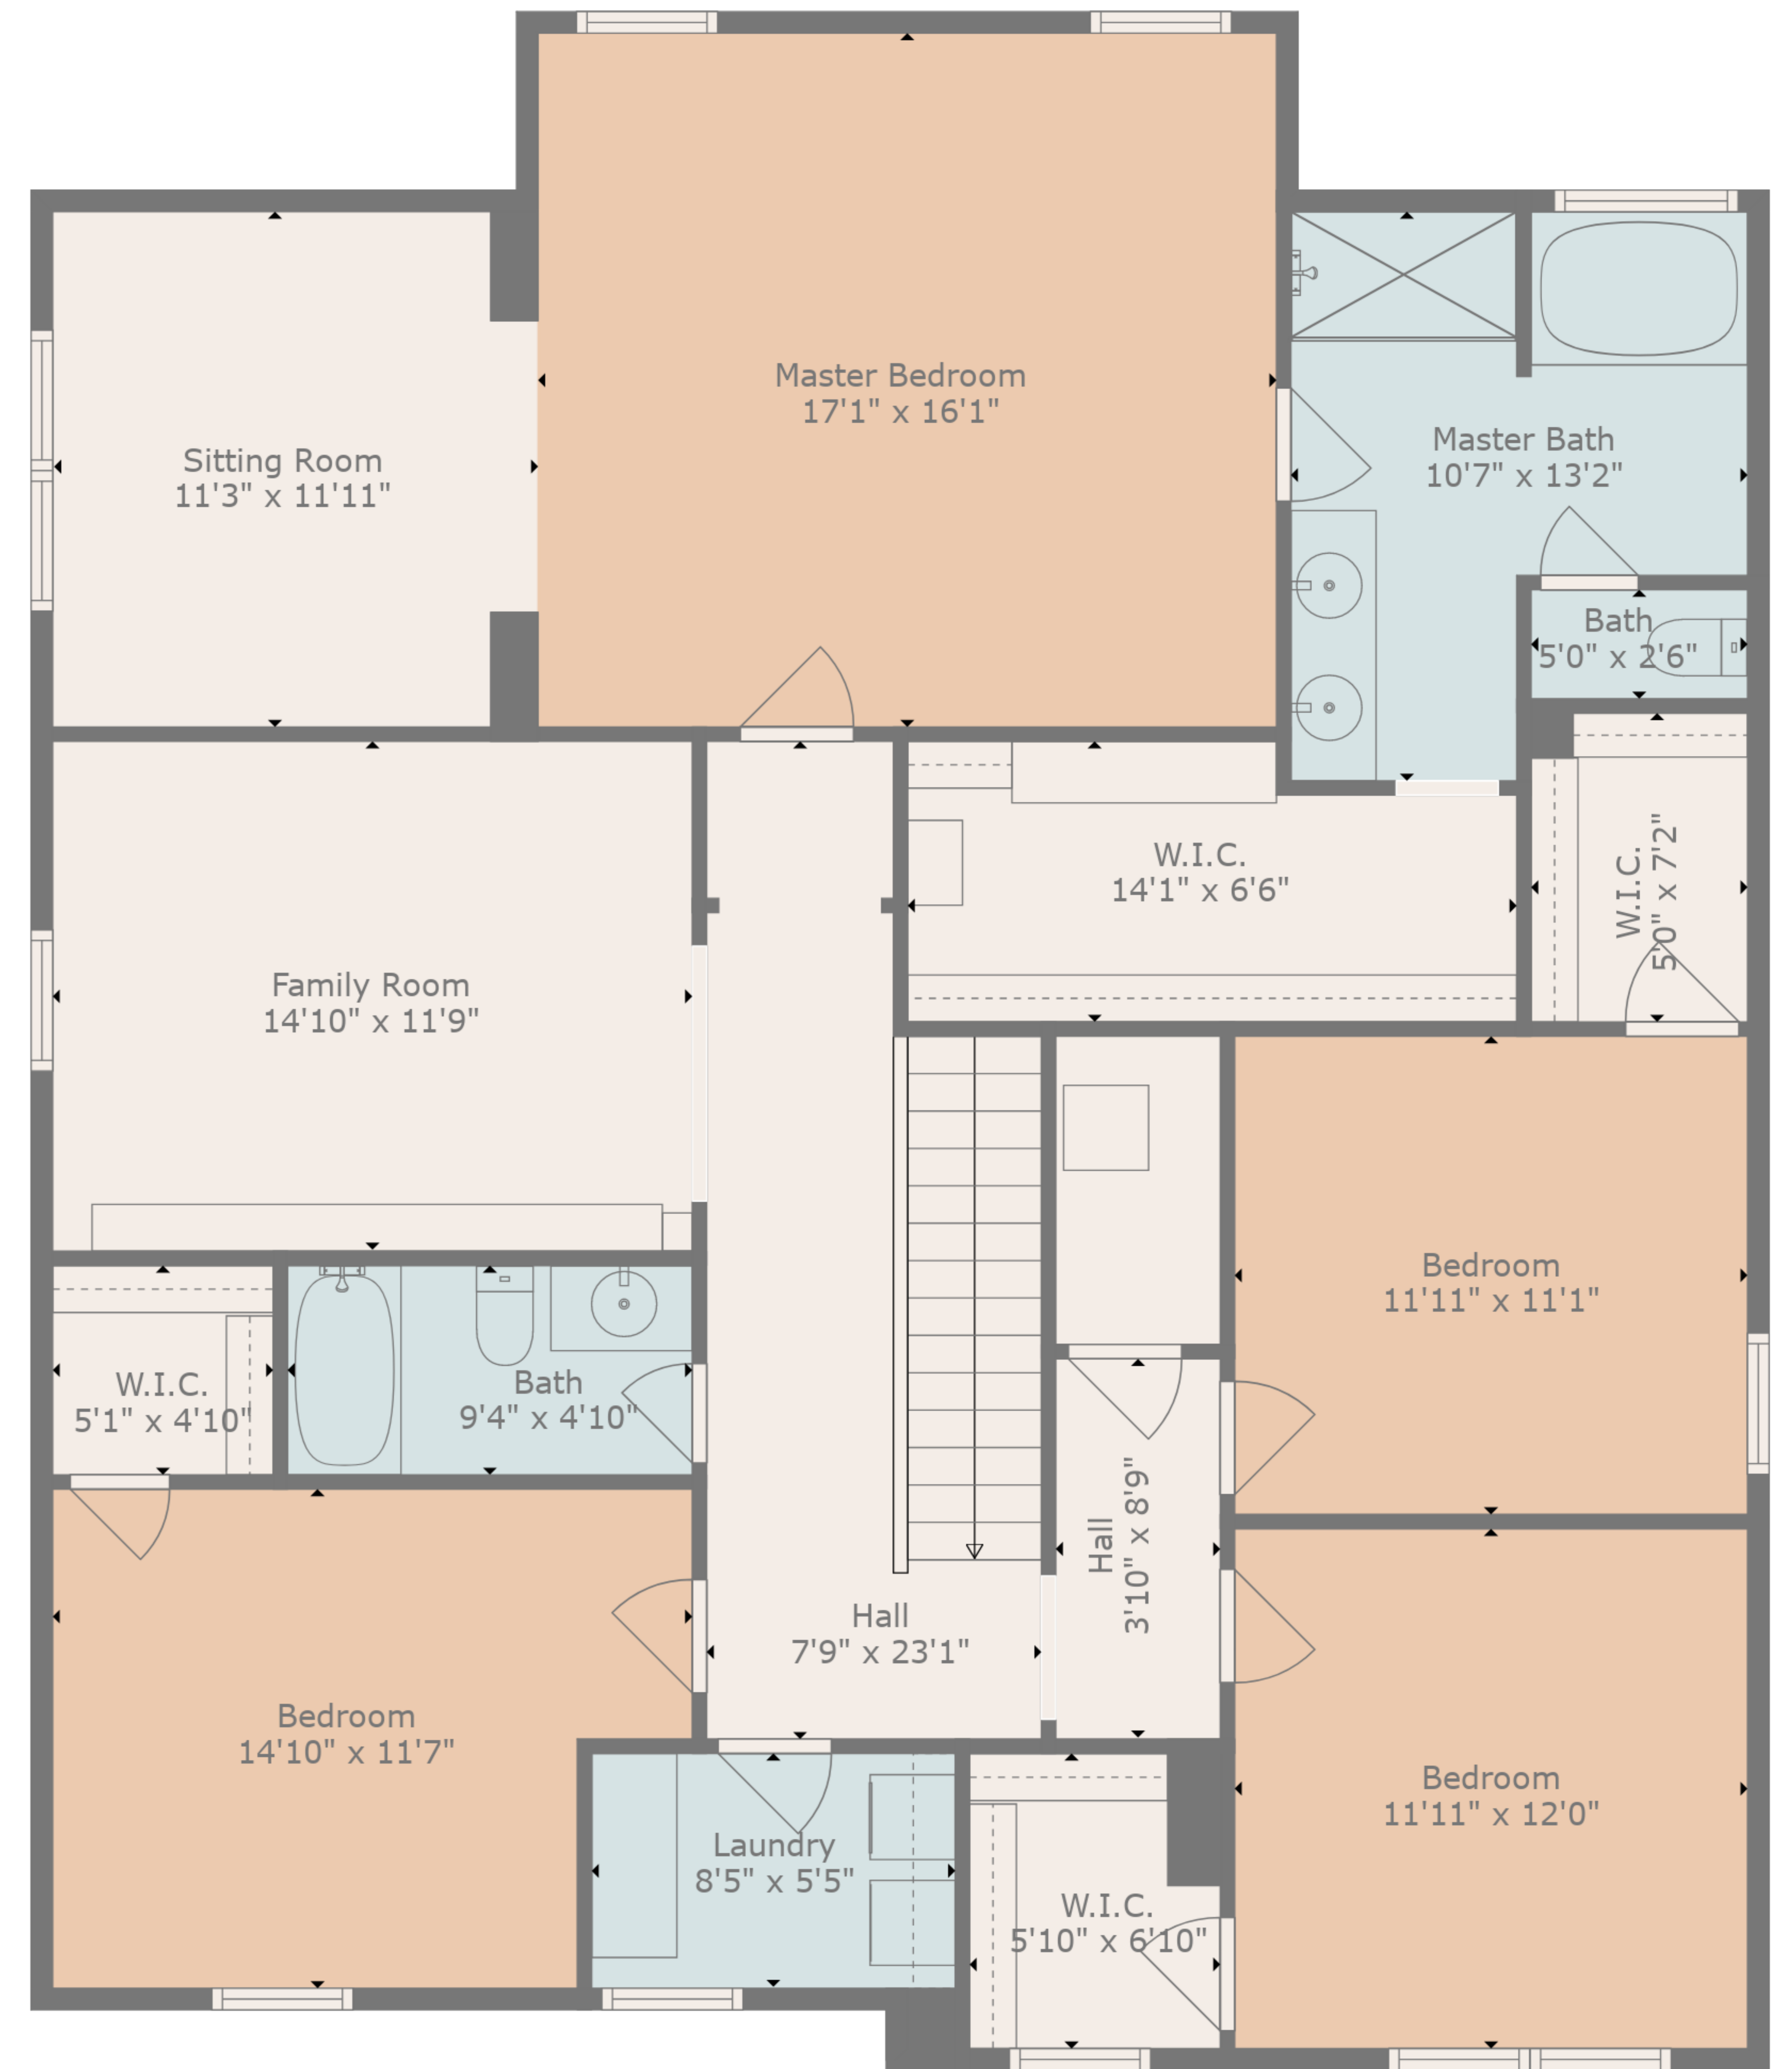 Master Bedroom
17'1" x 16'1"
Sitting Room
11'3" x 11'11"
Master Bath
10'7" x 13'2"
Bath
5'0" x 2'6"
W.I.C.
14'1" x 6'6"
W.I.C.
5'0" x 7'2"
Family Room
14'10" x 11'9"
Bedroom
11'11" x 11'1"
W.I.C.
5'1" x 4'10"
Bath
9'4" x 4'10"
Hall
3'10" x 8'9"
Hall
7'9" x 23'1"
Bedroom
14'10" x 11'7"
Bedroom
11'11" x 12'0"
Laundry
8'5" x 5'5"
W.I.C.
5'10" x 6'10"